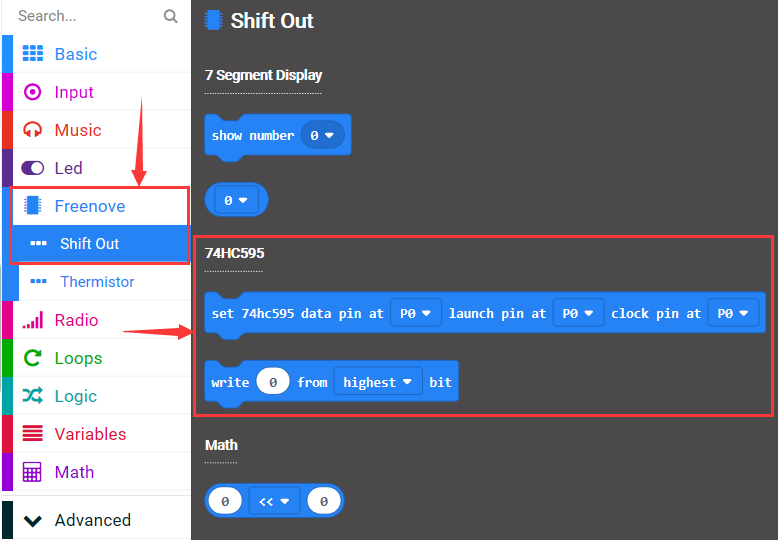 Search...
Basic
Input
Music
Led
Freenove
Shift Out
Thermistor
Radio
Loops
Logic
Variables
Math
Advanced
Shift Out
7 Segment Display
show number 0
0
74HC595
set 74hc595 data pin at P0 launch pin at P0 clock pin at P0
write 0 from highest bit
Math
0 << 0